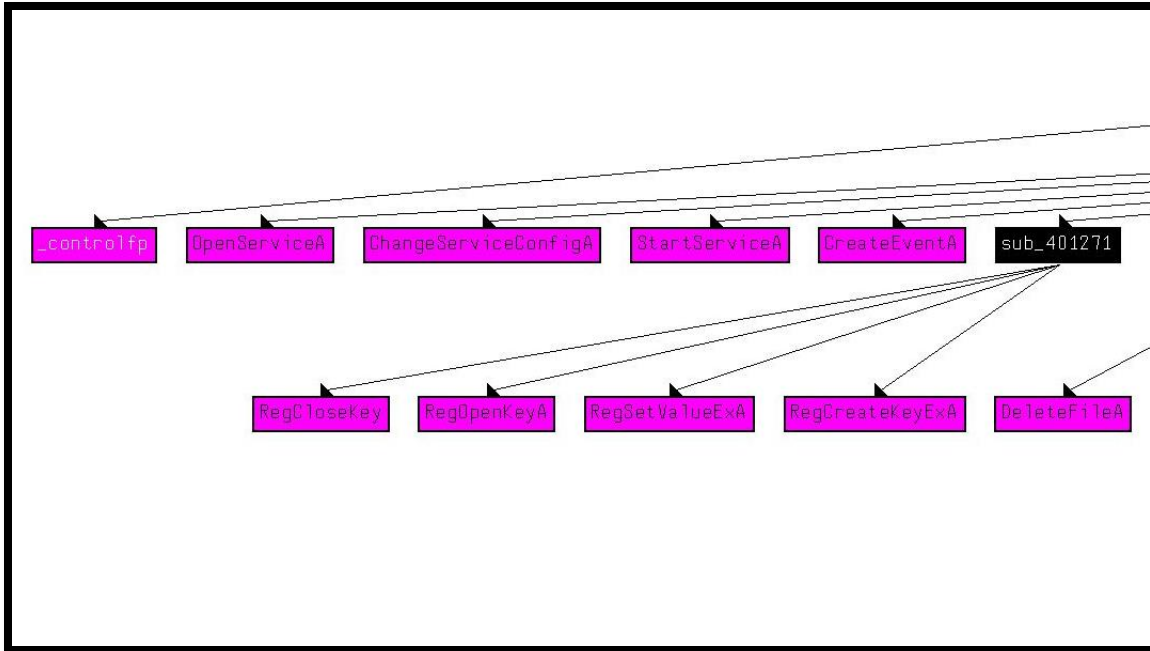 _controlfp OpenServiceA ChangeServiceConfigA StartServiceA CreateEventA sub_401271
RegCloseKey RegOpenKeyA RegSetValueExA RegCreateKeyExA DeleteFileA